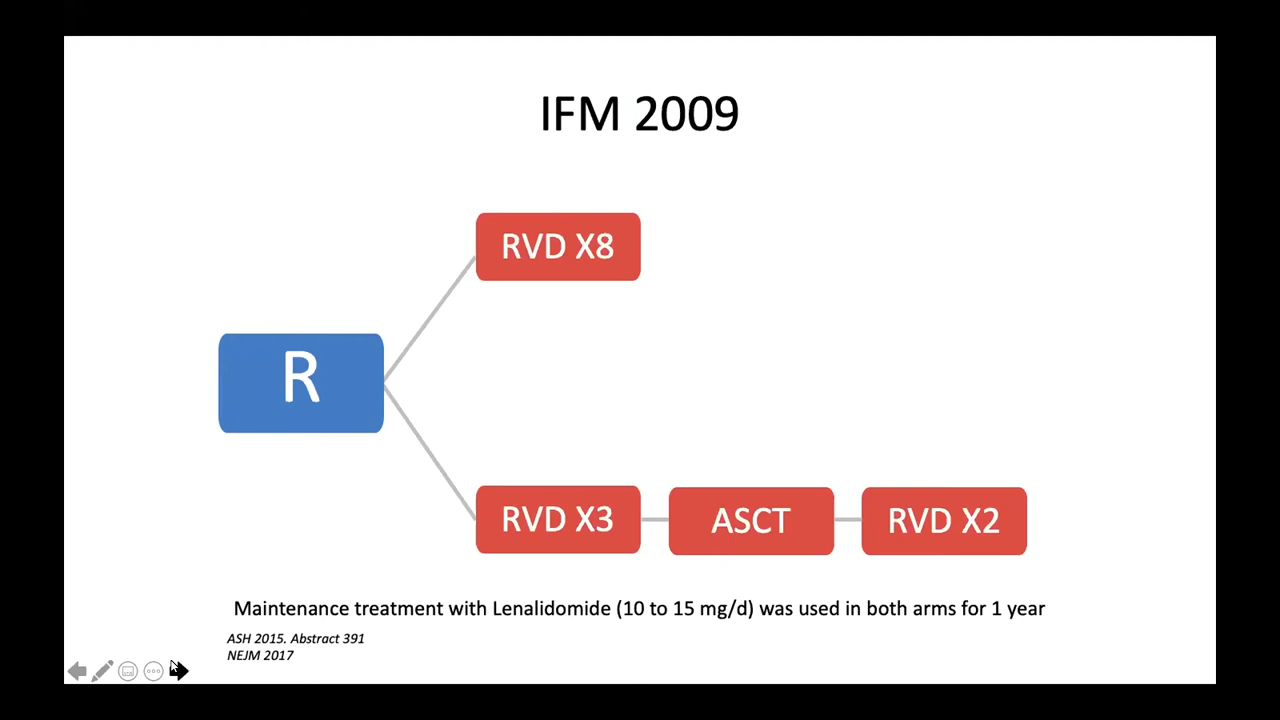 IFM 2009
RVD X8
R
RVD X3
ASCT
RVD X2
Maintenance treatment with Lenalidomide (10 to 15 mg/d) was used in both arms for 1 year
ASH 2015. Abstract 391
NEJM 2017